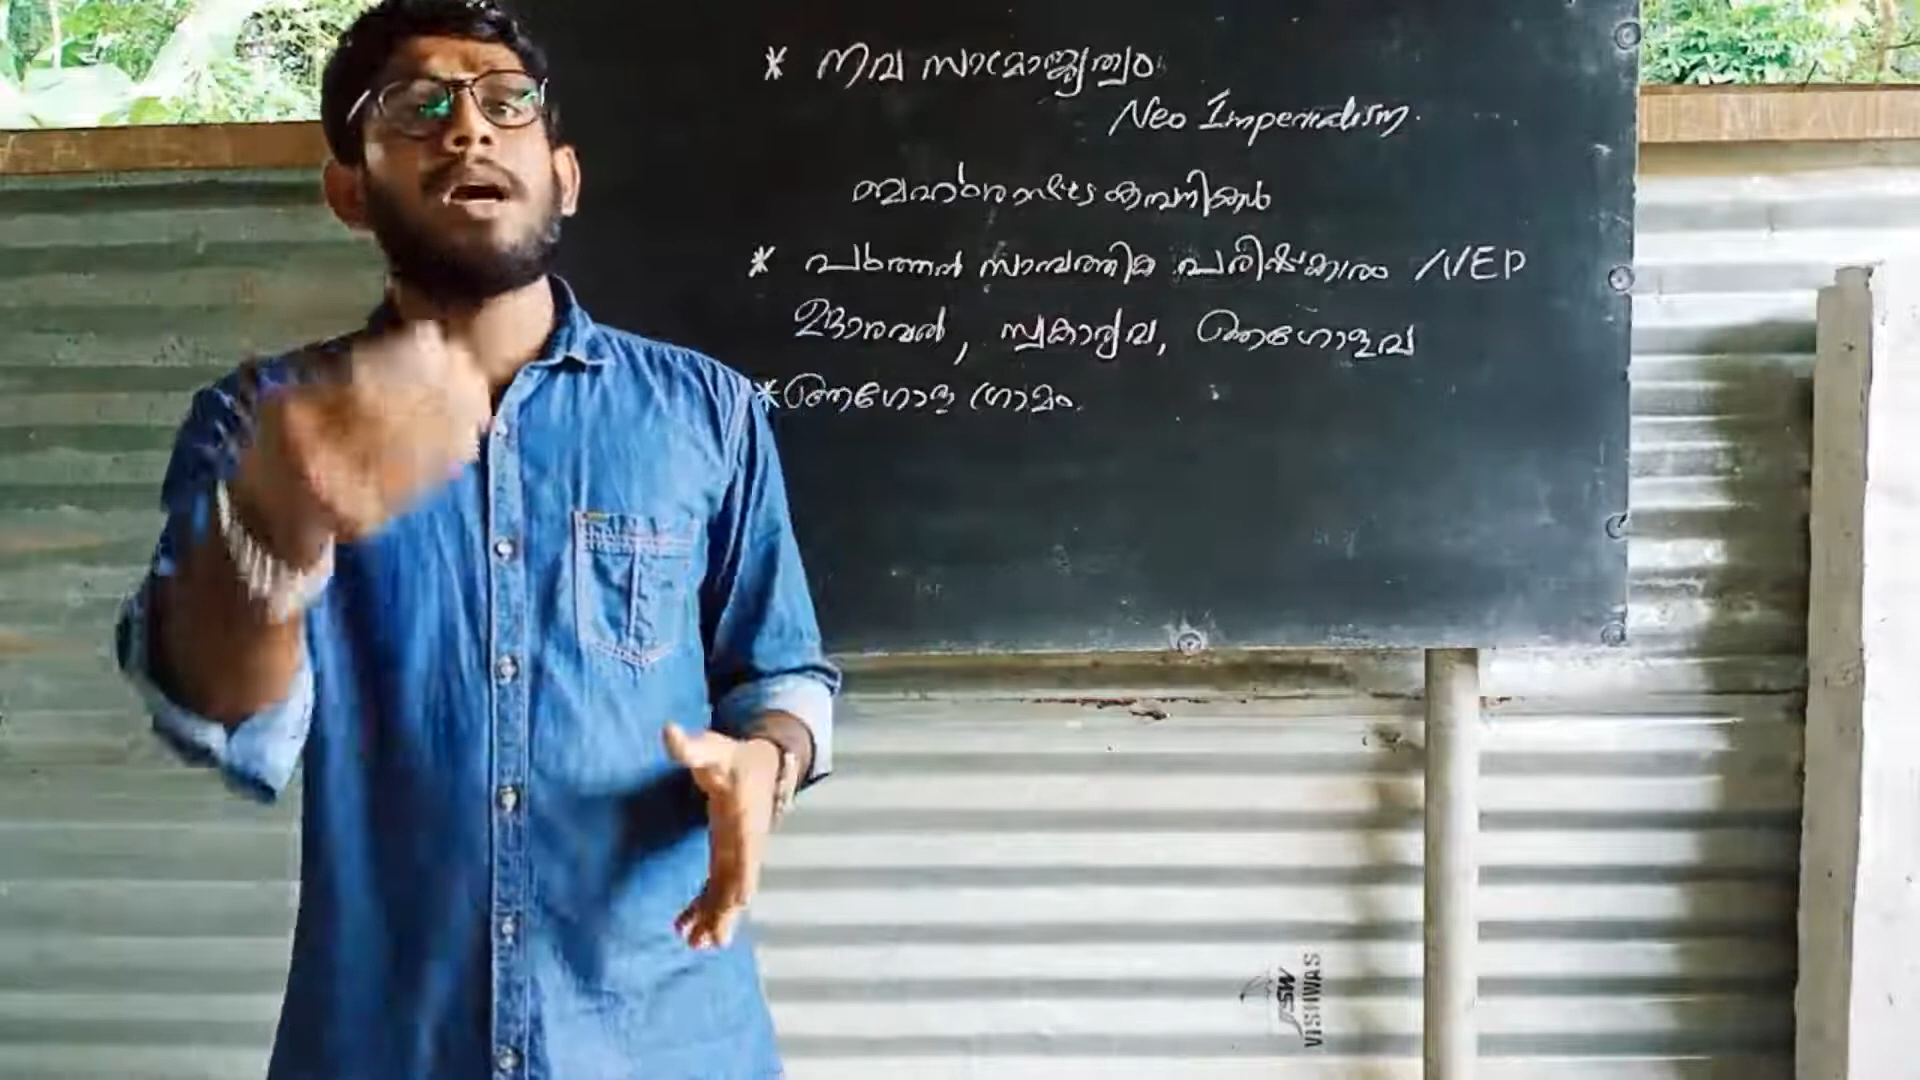 * നവ സാമ്രാജ്യത്വം
Neo Imperialism.
ബഹുരാഷ്ട്ര കമ്പനികൾ
* പുത്തൻ സാമ്പത്തിക പരിഷ്കാരം /NEP
ഉദാരവൽ, സ്വകാര്യവ, ആഗോളവ
* ആഗോള ഗ്രാമം.
VISHWAS